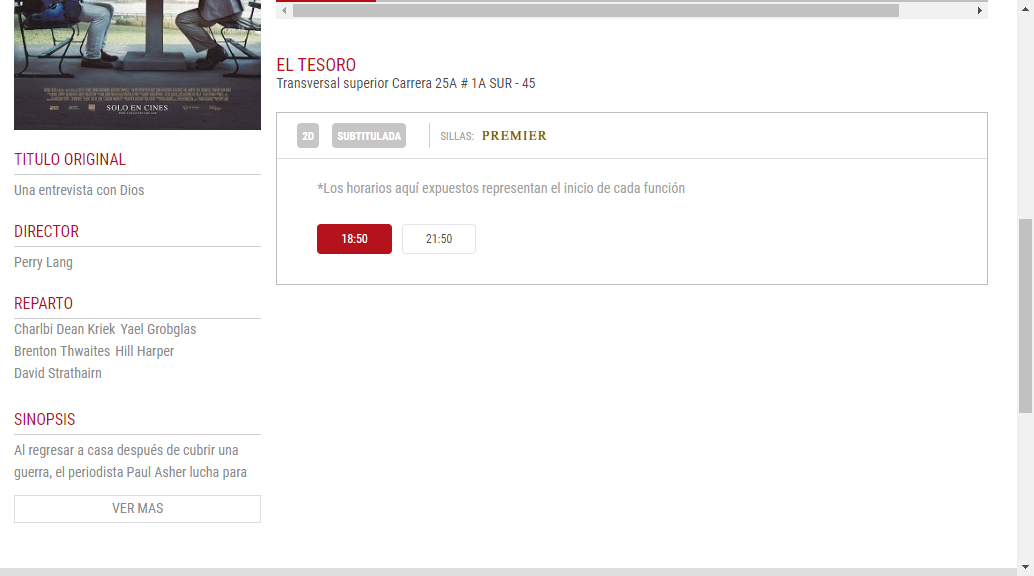 SOLO EN CINES
TITULO ORIGINAL
Una entrevista con Dios
DIRECTOR
Perry Lang
REPARTO
Charlbi Dean Kriek Yael Grobglas
Brenton Thwaites Hill Harper
David Strathairn
SINOPSIS
Al regresar a casa después de cubrir una
guerra, el periodista Paul Asher lucha para
VER MAS
EL TESORO
Transversal superior Carrera 25A # 1A SUR - 45
2D SUBTITULADA SILLAS: PREMIER
*Los horarios aquí expuestos representan el inicio de cada función
18:50 21:50